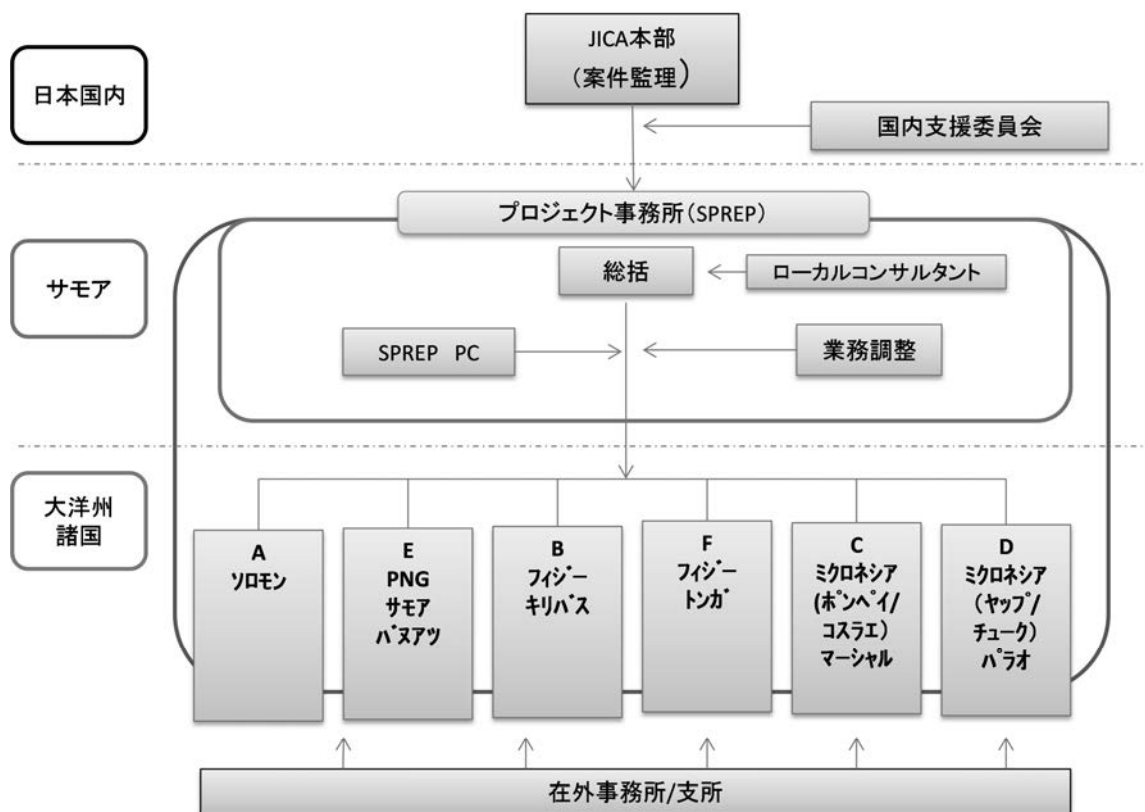 JICA本部
(案件監理)
日本国内
国内支援委員会
プロジェクト事務所(SPREP)
サモア
総括
ローカルコンサルタント
SPREP PC
業務調整
大洋州
諸国
A
ソロモン
E
PNG
サモア
バヌアツ
B
フィジー
キリバス
F
フィジー
トンガ
C
ミクロネシア
(ポンペイ/
コスラエ)
マーシャル
D
ミクロネシア
(ヤップ/
チューク)
パラオ
在外事務所/支所